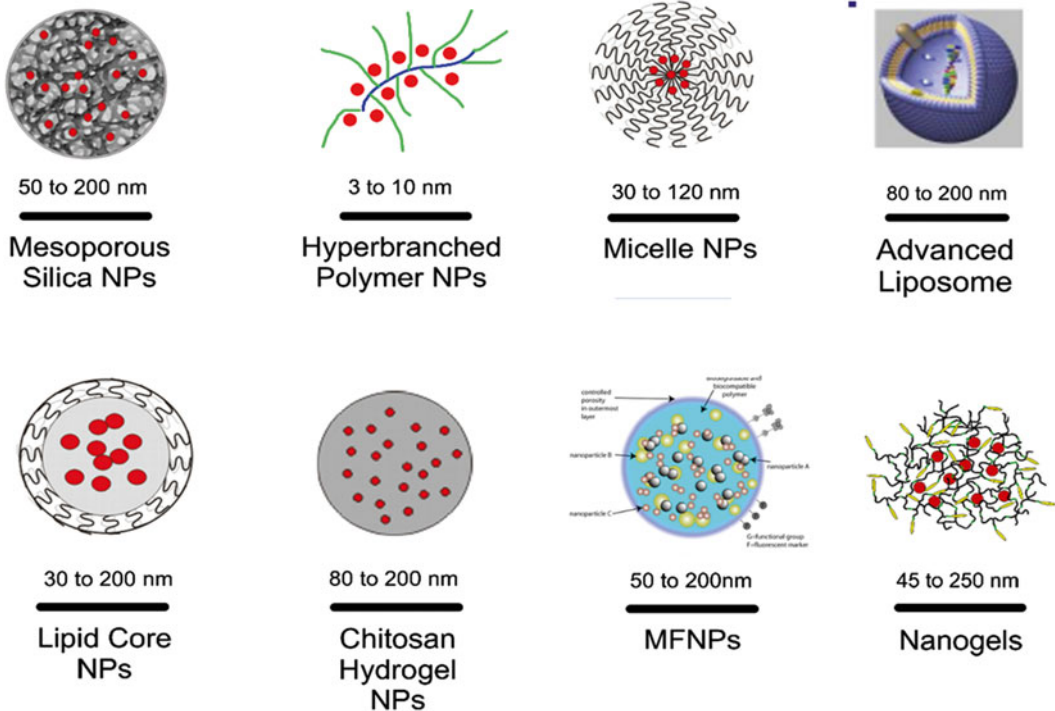 50 to 200 nm
Mesoporous
Silica NPs
3 to 10 nm
Hyperbranched
Polymer NPs
30 to 120 nm
Micelle NPs
80 to 200 nm
Advanced
Liposome
30 to 200 nm
Lipid Core
NPs
80 to 200 nm
Chitosan
Hydrogel
NPs
controlled
porosity
in outermost
layer
biocompatible
polymer
nanoparticle B
nanoparticle A
nanoparticle C
G=functional group
F=fluorescent marker
50 to 200nm
MFNPs
45 to 250 nm
Nanogels